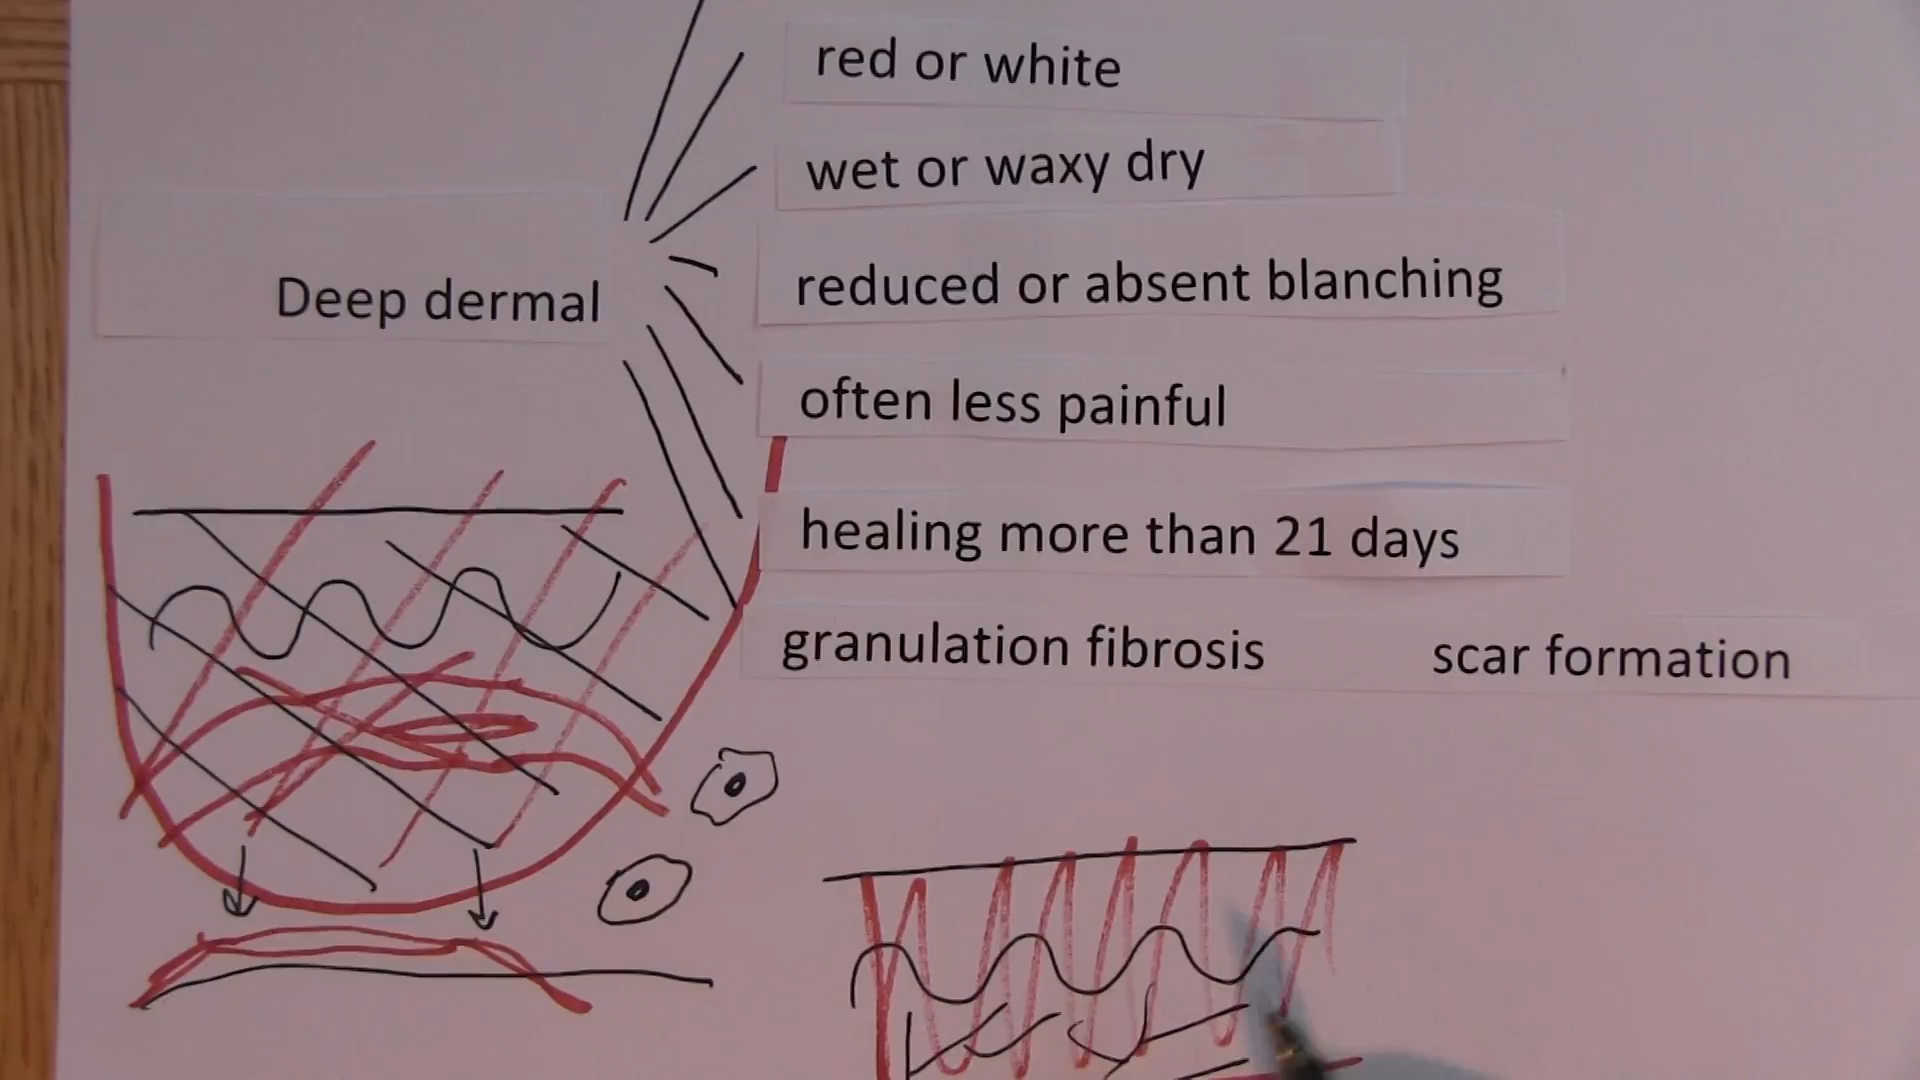 red or white
wet or waxy dry
reduced or absent blanching
Deep dermal
often less painful
healing more than 21 days
granulation fibrosis scar formation